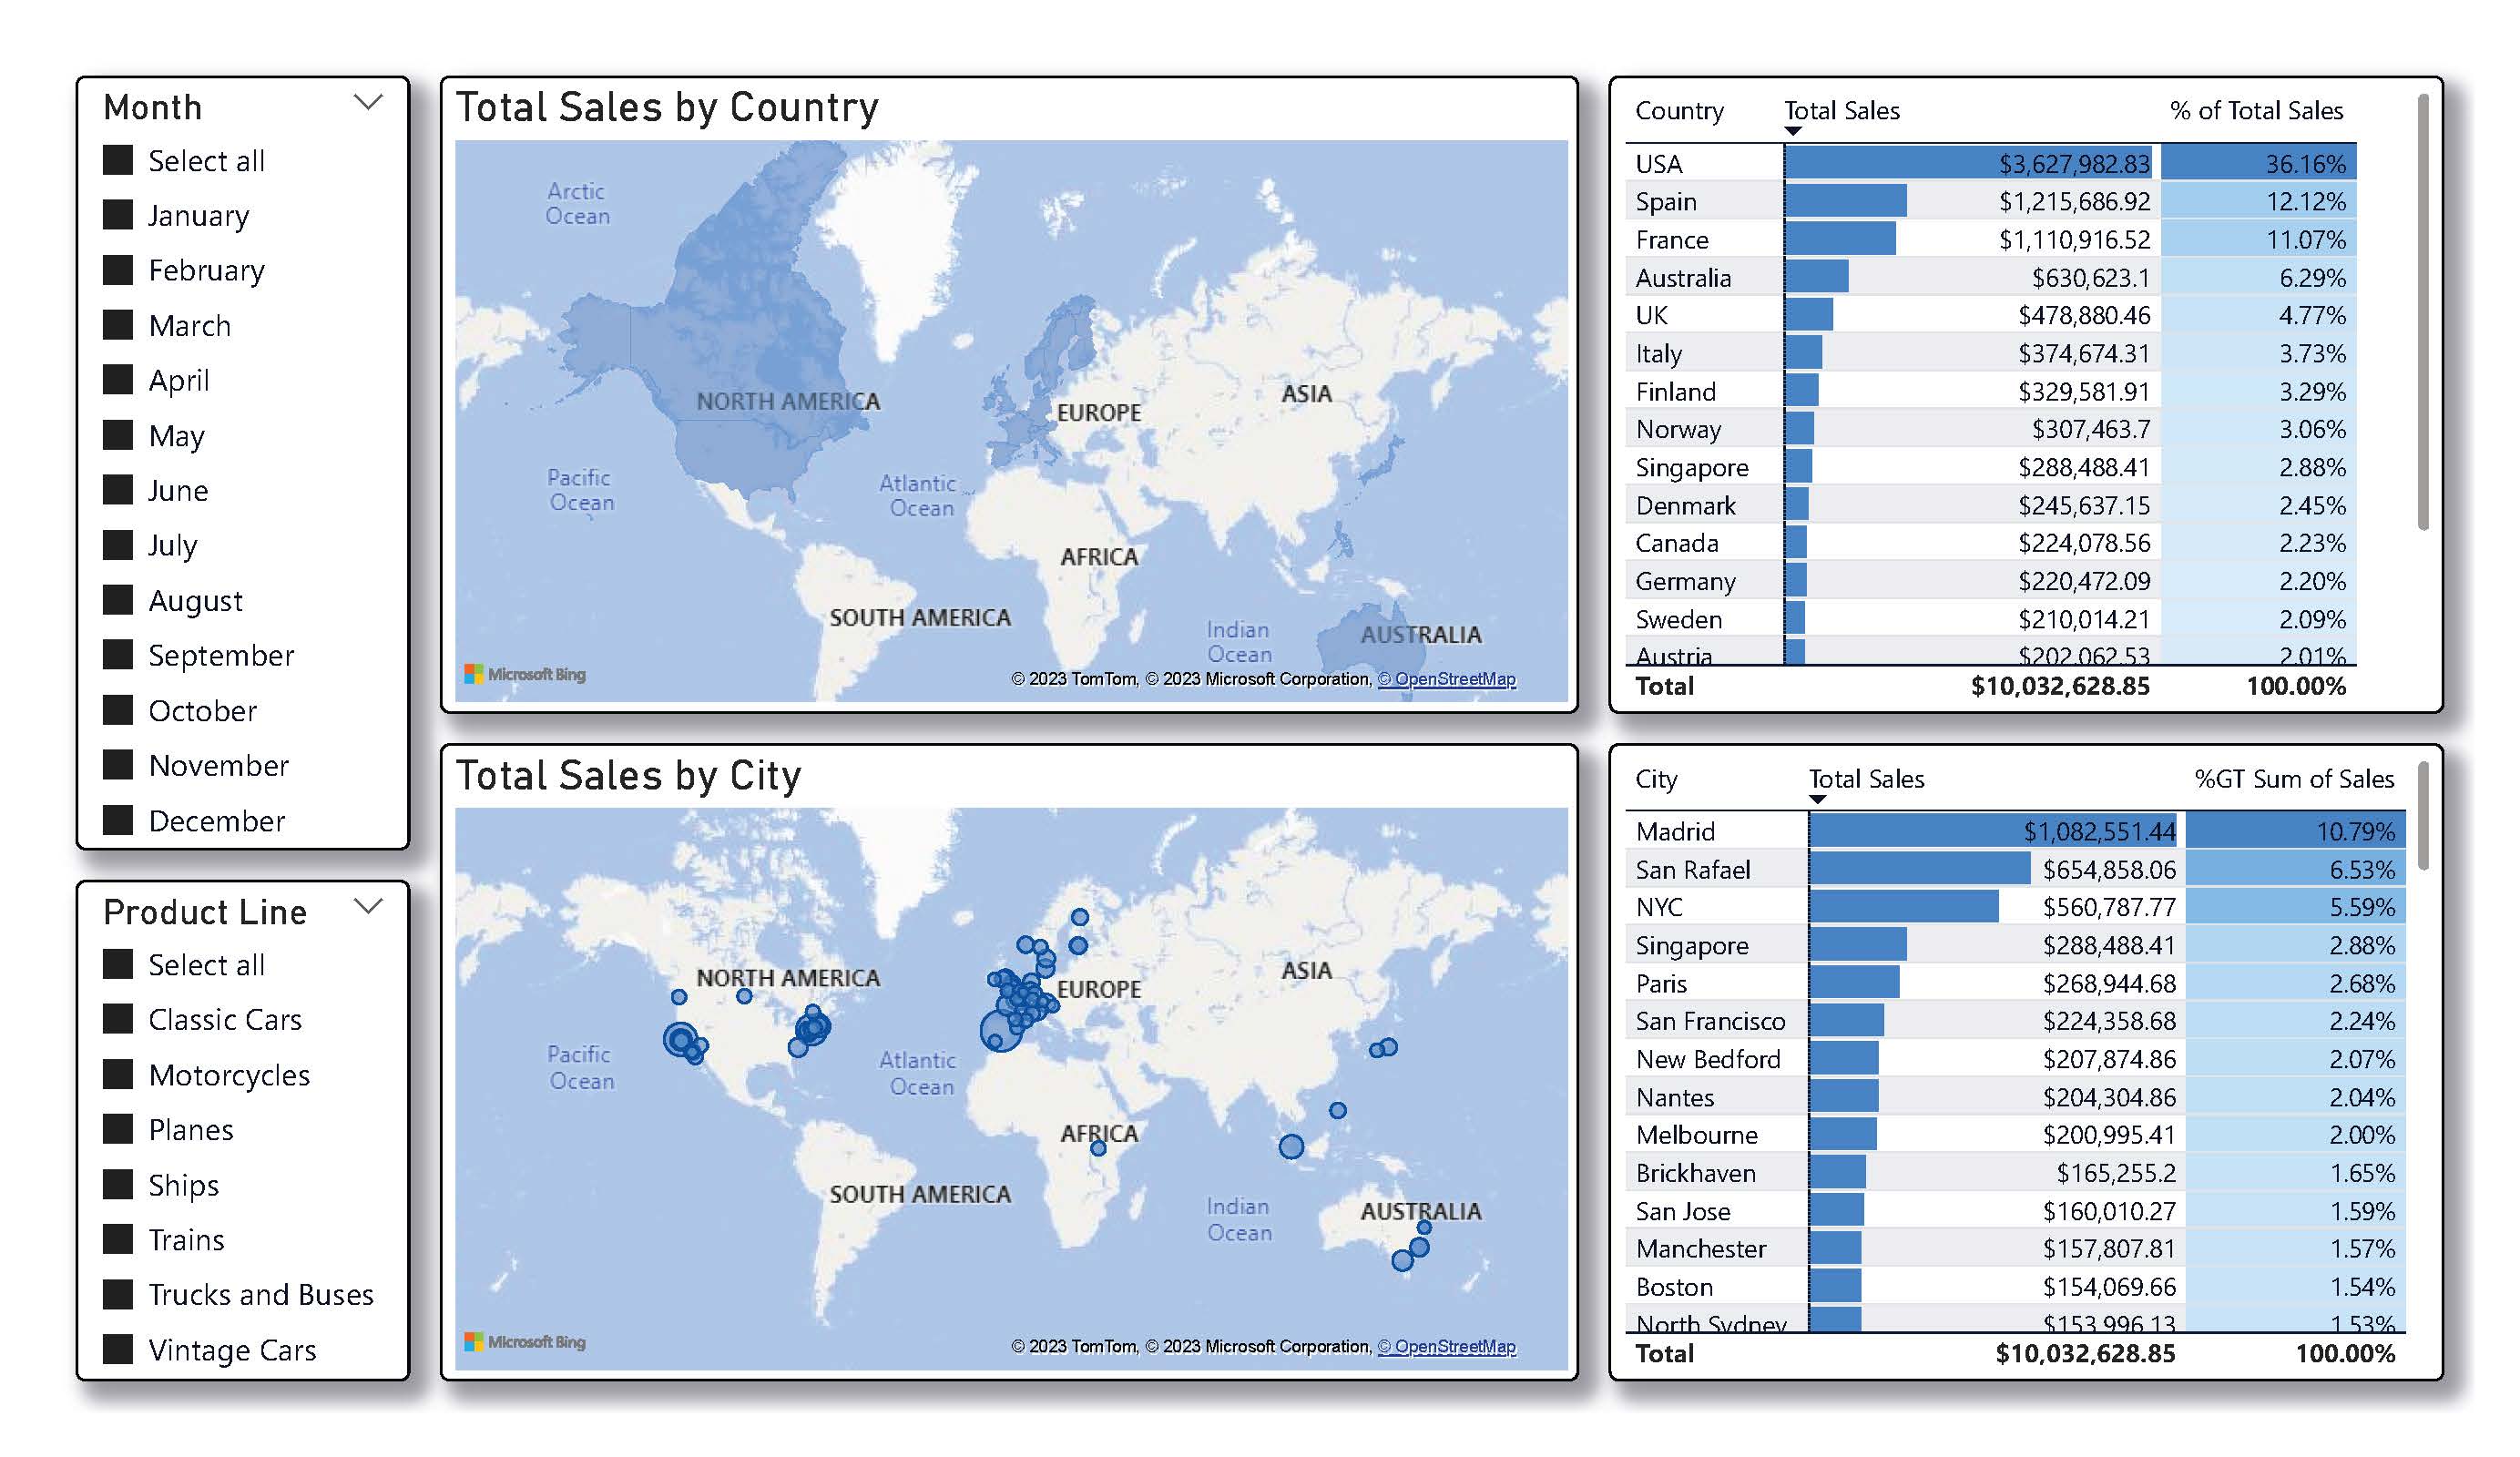 Month
Select all
January
February
March
April
May
June
July
August
September
October
November
December
Product Line
Select all
Classic Cars
Motorcycles
Planes
Ships
Trains
Trucks and Buses
Vintage Cars
Total Sales by Country
Arctic
Ocean
NORTH AMERICA
EUROPE
ASIA
Pacific
Ocean
Atlantic
Ocean
AFRICA
SOUTH AMERICA
Indian
Ocean
AUSTRALIA
Microsoft Bing
© 2023 TomTom, © 2023 Microsoft Corporation, © OpenStreetMap
Country Total Sales % of Total Sales
USA $3,627,982.83 36.16%
Spain $1,215,686.92 12.12%
France $1,110,916.52 11.07%
Australia $630,623.1 6.29%
UK $478,880.46 4.77%
Italy $374,674.31 3.73%
Finland $329,581.91 3.29%
Norway $307,463.7 3.06%
Singapore $288,488.41 2.88%
Denmark $245,637.15 2.45%
Canada $224,078.56 2.23%
Germany $220,472.09 2.20%
Sweden $210,014.21 2.09%
Austria $202,062.53 2.01%
Total $10,032,628.85 100.00%
Total Sales by City
NORTH AMERICA
EUROPE
ASIA
Pacific
Ocean
Atlantic
Ocean
AFRICA
SOUTH AMERICA
Indian
Ocean
AUSTRALIA
Microsoft Bing
© 2023 TomTom, © 2023 Microsoft Corporation, © OpenStreetMap
City Total Sales %GT Sum of Sales
Madrid $1,082,551.44 10.79%
San Rafael $654,858.06 6.53%
NYC $560,787.77 5.59%
Singapore $288,488.41 2.88%
Paris $268,944.68 2.68%
San Francisco $224,358.68 2.24%
New Bedford $207,874.86 2.07%
Nantes $204,304.86 2.04%
Melbourne $200,995.41 2.00%
Brickhaven $165,255.2 1.65%
San Jose $160,010.27 1.59%
Manchester $157,807.81 1.57%
Boston $154,069.66 1.54%
North Sydney $153,996.13 1.53%
Total $10,032,628.85 100.00%